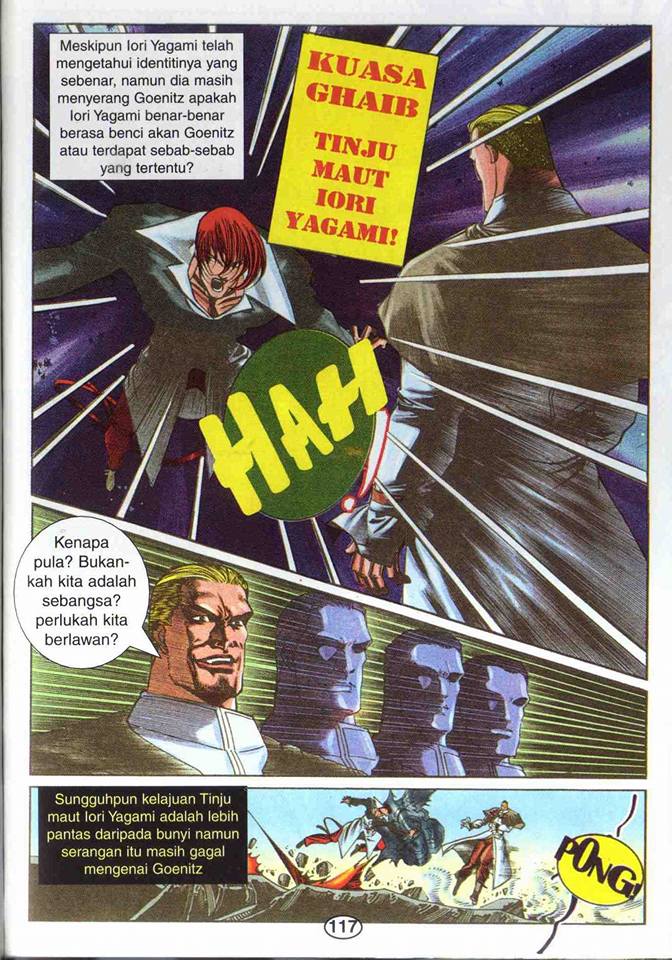 Meskipun Iori Yagami telah
mengetahui identitinya yang
sebenar, namun dia masih
menyerang Goenitz apakah
Iori Yagami benar-benar
berasa benci akan Goenitz
atau terdapat sebab-sebab
yang tertentu?
KUASA
GHAIB
TINJU
MAUT
IORI
YAGAMI!
HAH
Kenapa
pula? Bukan-
kah kita adalah
sebangsa?
perlukah kita
berlawan?
Sungguhpun kelajuan Tinju
maut Iori Yagami adalah lebih
pantas daripada bunyi namun
serangan itu masih gagal
mengenai Goenitz
PONG!
117